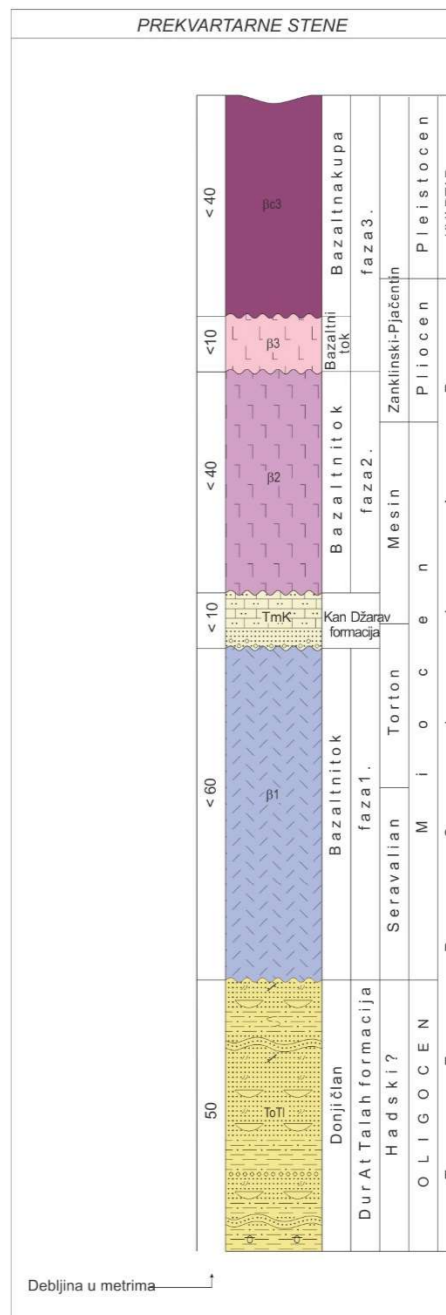 PREKVARTARNE STENE
< 40
βc3
Bazaltnakupa
faza3.
Pleistocen
<10
β3
Bazaltni
tok
Zanklinski-Pjačentin
Pliocen
< 40
β2
Bazaltnitok
faza2.
Mesin
< 10
TmK
Kan Džarav
formacija
Miocen
< 60
β1
Bazaltnitok
faza1.
Torton
Seravalian
50
ToTl
Donjičlan
DurAtTalahformacija
Hadski?
OLIGOCEN
Debljina u metrima